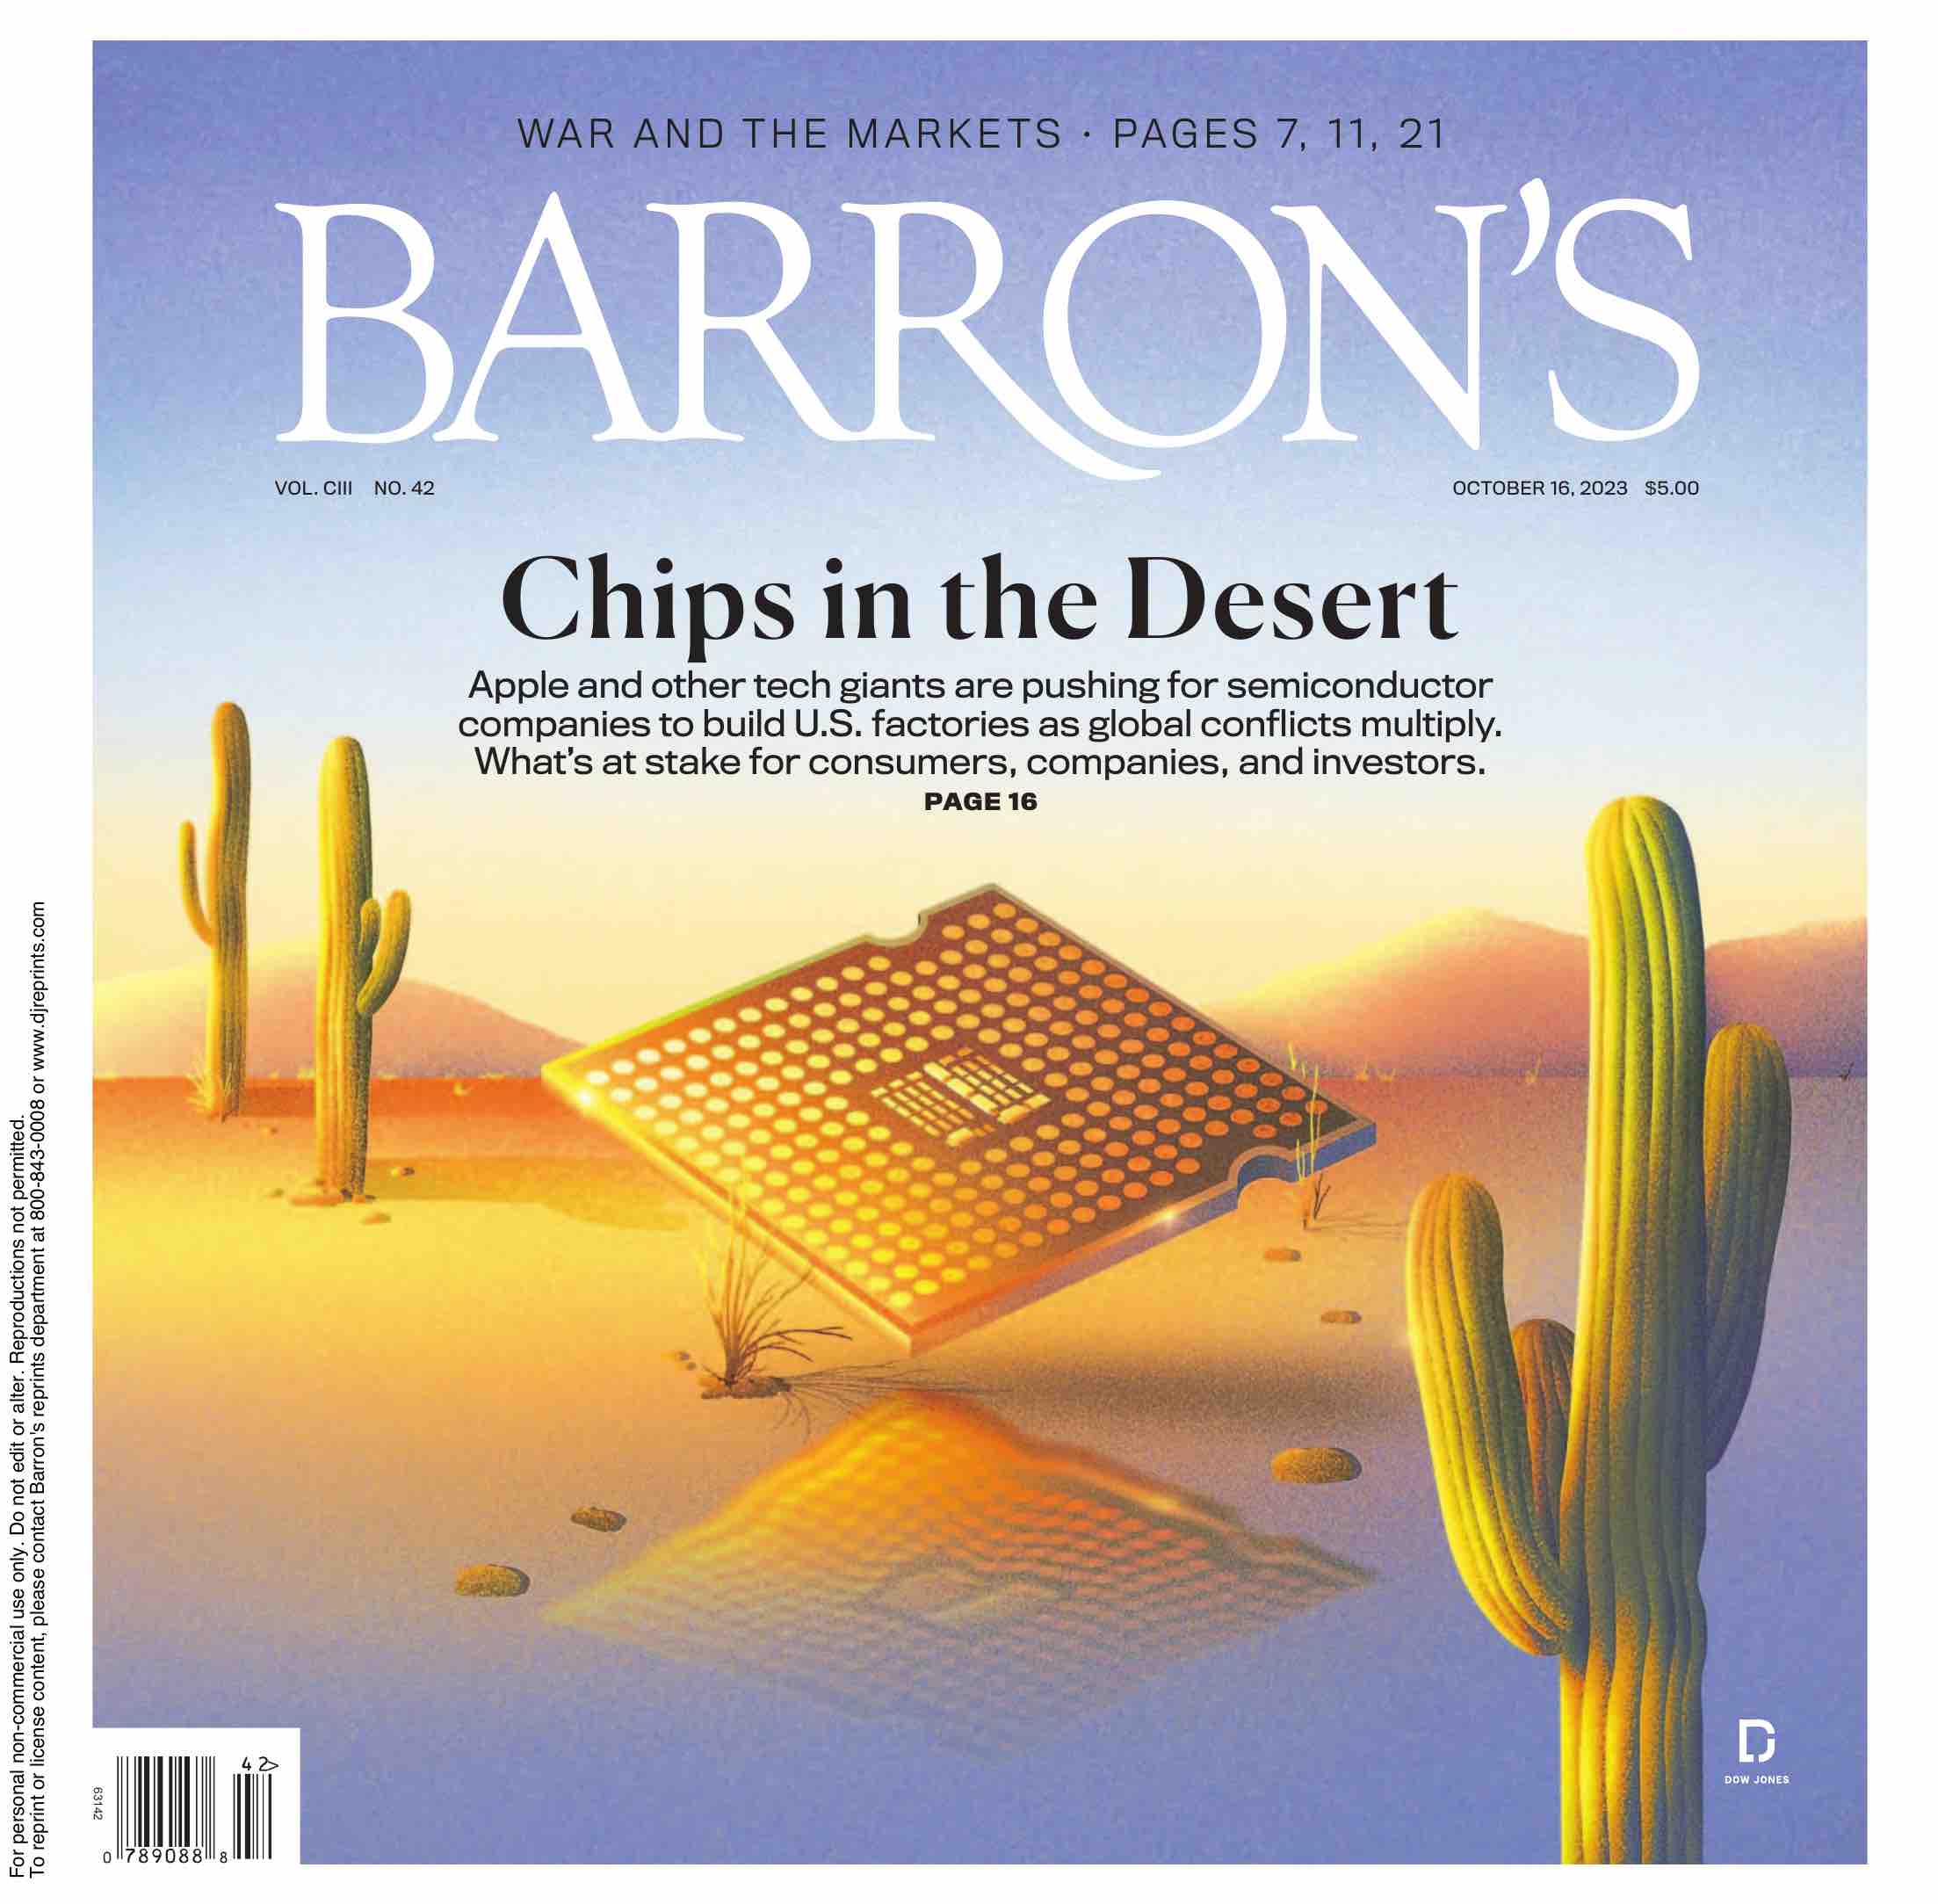 WAR AND THE MARKETS · PAGES 7, 11, 21
BARRON'S
VOL. CIII NO. 42
OCTOBER 16, 2023 $5.00
Chips in the Desert
Apple and other tech giants are pushing for semiconductor
companies to build U.S. factories as global conflicts multiply.
What's at stake for consumers, companies, and investors.
PAGE 16
For personal non-commercial use only. Do not edit or alter. Reproductions not permitted.
To reprint or license content, please contact Barron's reprints department at 800-843-0008 or www.djreprints.com
63142
42>
0 789088 8
D
DOW JONES